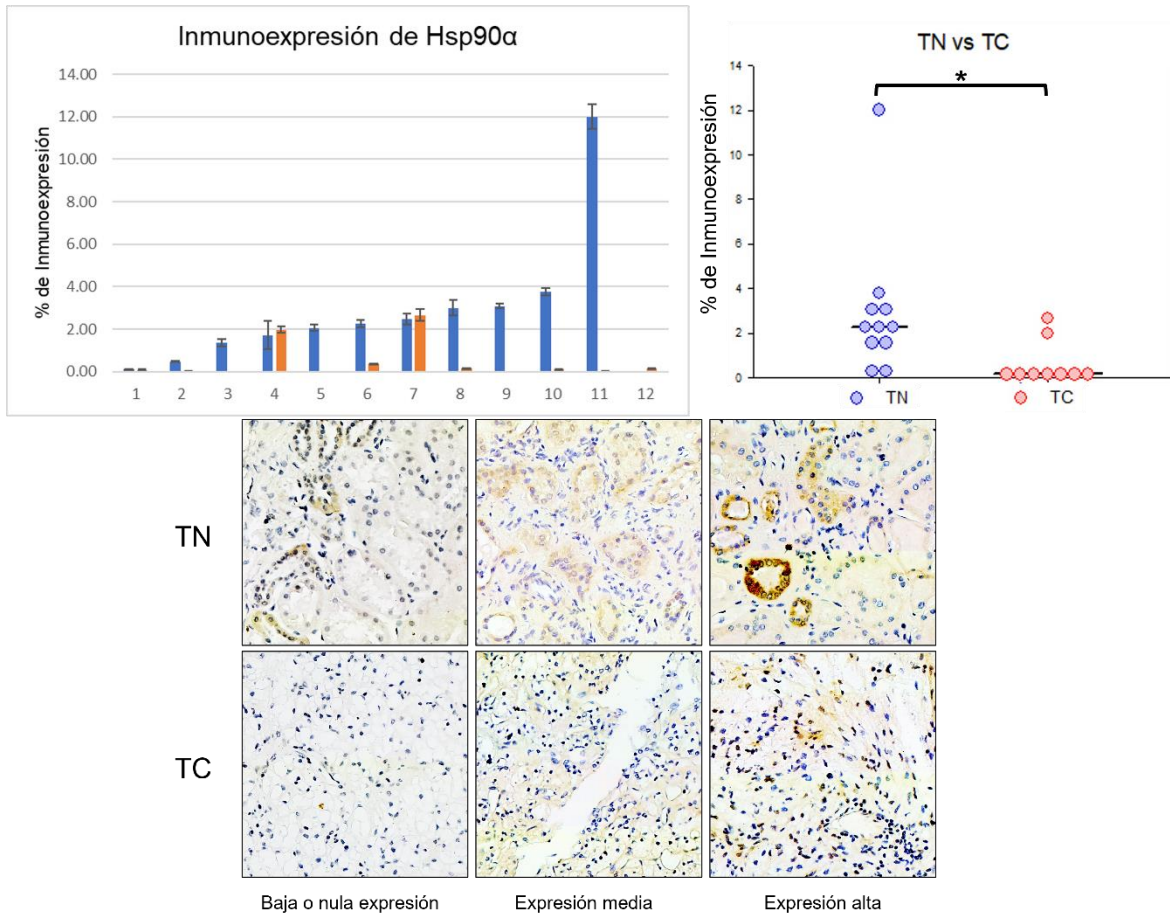 Inmunoexpresión de Hsp90α
% de Inmunoexpresión
14.00
12.00
10.00
8.00
6.00
4.00
2.00
0.00
1 2 3 4 5 6 7 8 9 10 11 12
TN vs TC
% de Inmunoexpresión
14
12
10
8
6
4
2
0
*
TN TC
TN
TC
Baja o nula expresión Expresión media Expresión alta